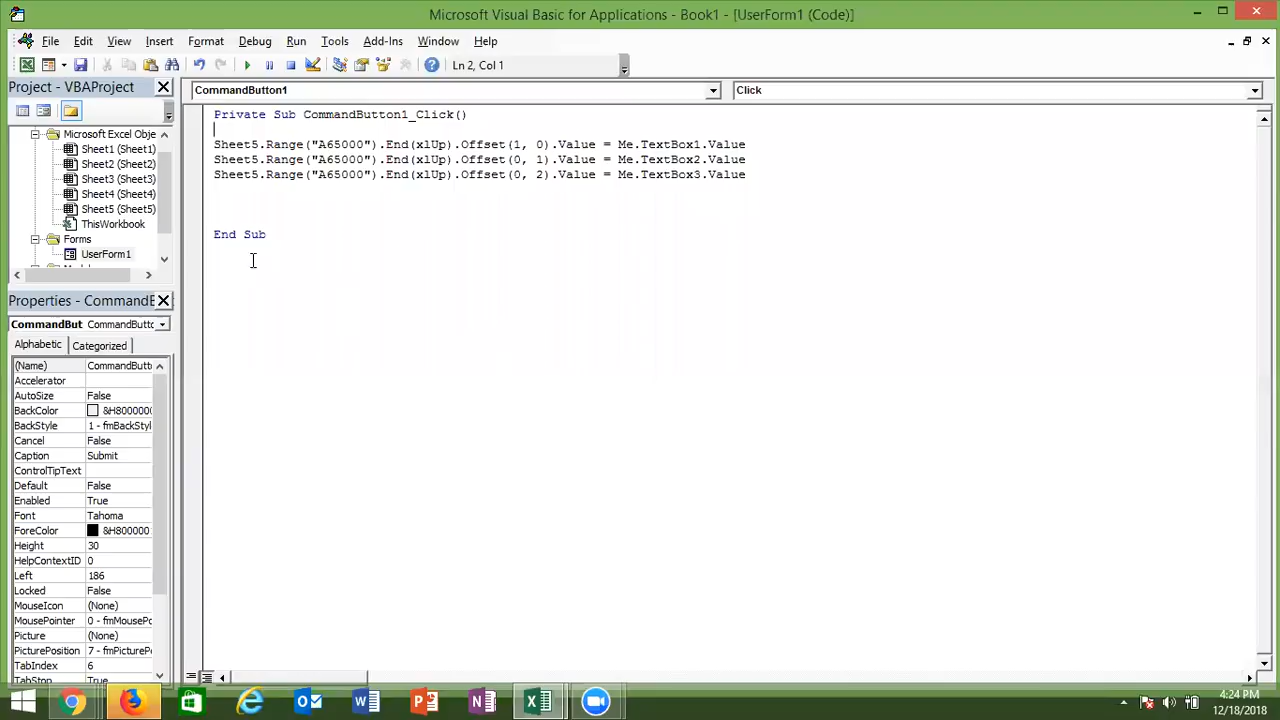 Microsoft Visual Basic for Applications - Book1 - [UserForm1 (Code)]
File Edit View Insert Format Debug Run Tools Add-Ins Window Help
Ln 2, Col 1
Project - VBAProject
CommandButton1
Click
Microsoft Excel Obje
Sheet1 (Sheet1)
Sheet2 (Sheet2)
Sheet3 (Sheet3)
Sheet4 (Sheet4)
Sheet5 (Sheet5)
ThisWorkbook
Forms
UserForm1
Private Sub CommandButton1_Click()
Sheet5.Range("A65000").End(xlUp).Offset(1, 0).Value = Me.TextBox1.Value
Sheet5.Range("A65000").End(xlUp).Offset(0, 1).Value = Me.TextBox2.Value
Sheet5.Range("A65000").End(xlUp).Offset(0, 2).Value = Me.TextBox3.Value
End Sub
Properties - CommandB
CommandBut CommandButto
Alphabetic Categorized
(Name) CommandButto
Accelerator
AutoSize False
BackColor &H800000
BackStyle 1 - fmBackStyl
Cancel False
Caption Submit
ControlTipText
Default False
Enabled True
Font Tahoma
ForeColor &H800000
Height 30
HelpContextID 0
Left 186
Locked False
MouseIcon (None)
MousePointer 0 - fmMousePo
Picture (None)
PicturePosition 7 - fmPictureP
TabIndex 6
TabStop True
4:24 PM
12/18/2018